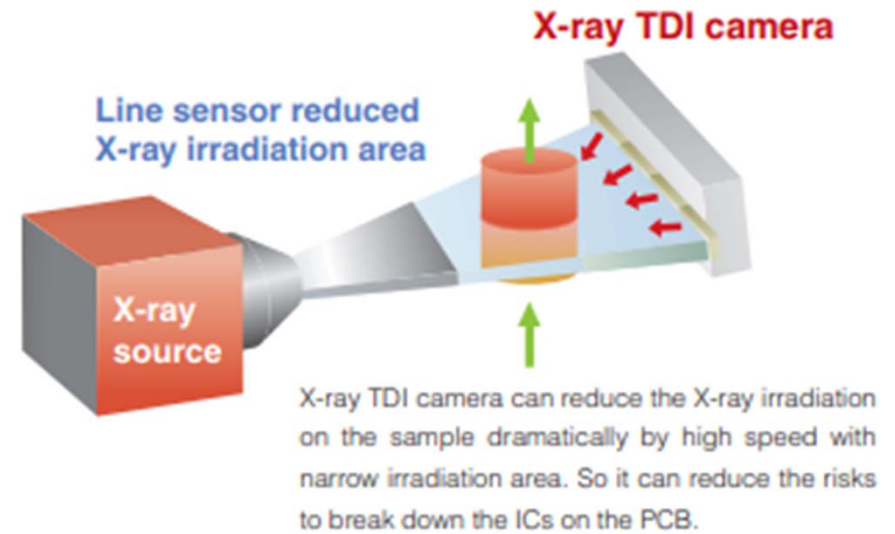 X-ray TDI camera
Line sensor reduced
X-ray irradiation area
X-ray
source
X-ray TDI camera can reduce the X-ray irradiation
on the sample dramatically by high speed with
narrow irradiation area. So it can reduce the risks
to break down the ICs on the PCB.